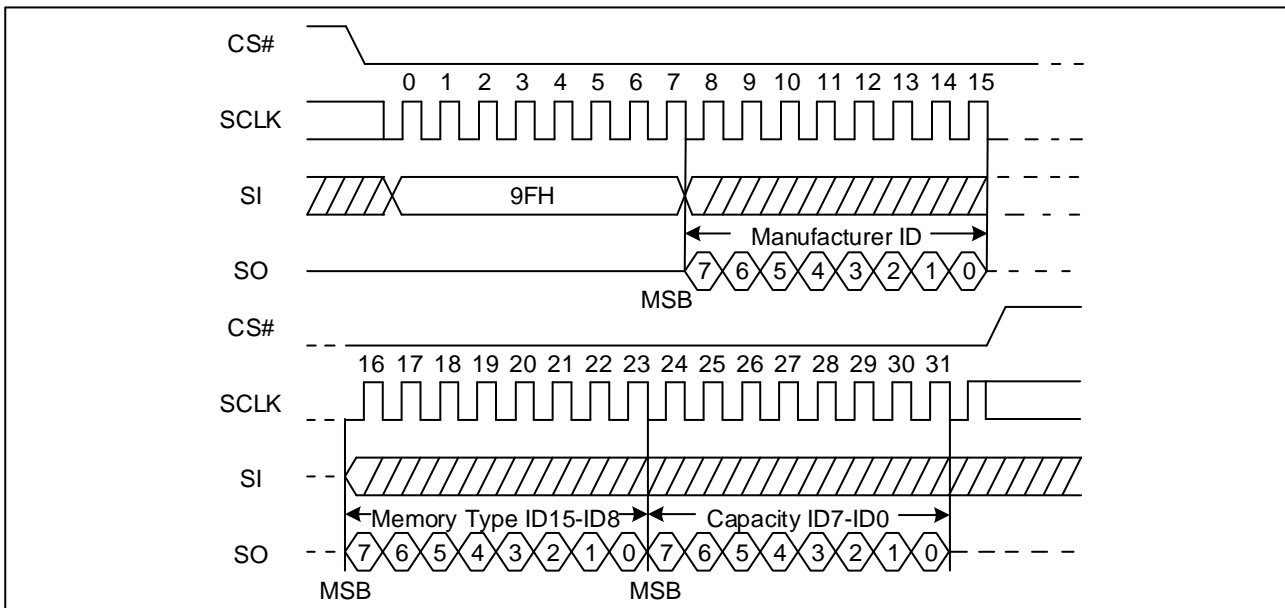 CS#
0 1 2 3 4 5 6 7 8 9 10 11 12 13 14 15
SCLK
SI 9FH
Manufacturer ID
SO 7 6 5 4 3 2 1 0
MSB
CS#
16 17 18 19 20 21 22 23 24 25 26 27 28 29 30 31
SCLK
SI
Memory Type ID15-ID8 Capacity ID7-ID0
SO 7 6 5 4 3 2 1 0 7 6 5 4 3 2 1 0
MSB MSB